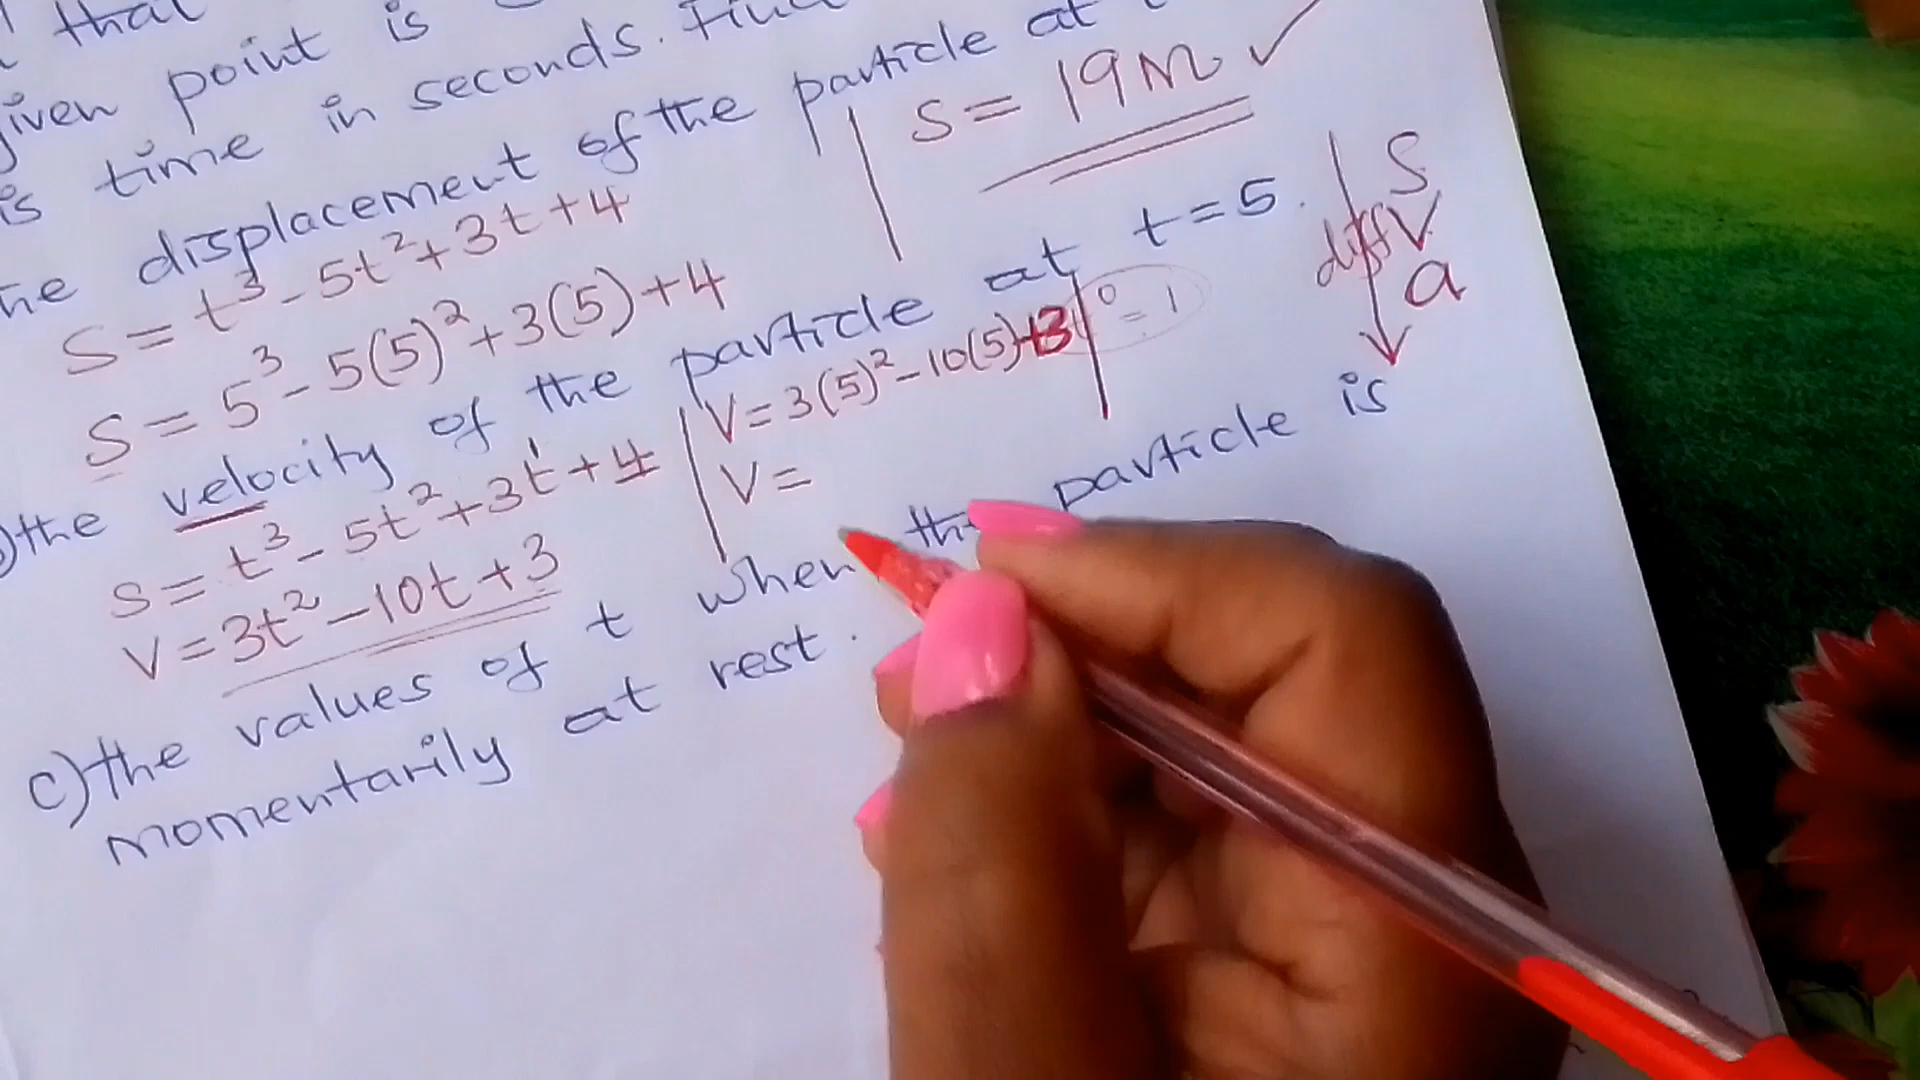 that
given point is
is time in seconds. Find
the displacement of the particle at
S = t³ - 5t² + 3t + 4
S = 5³ - 5(5)² + 3(5) + 4
S = 19m ✓
the velocity of the particle at t = 5.
S = t³ - 5t² + 3t¹ + 4
V = 3t² - 10t + 3
V = 3(5)² - 10(5) + 3
⁰ = 1
V =
S
diff V
a
c) the values of t when the particle is
momentarily at rest.